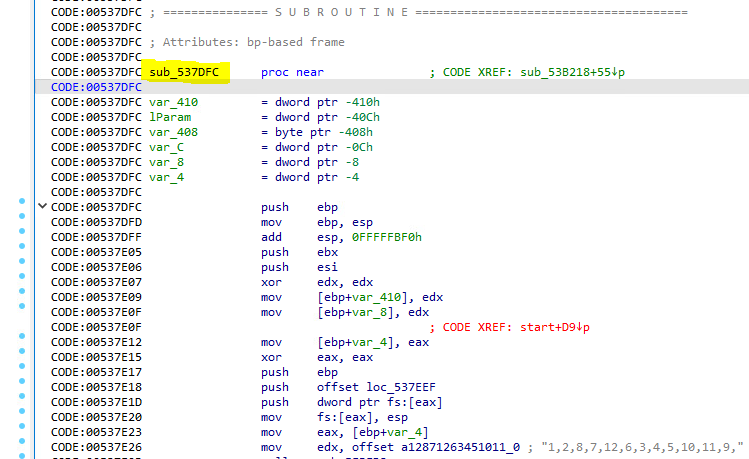 CODE:00537DFC ; =============== S U B R O U T I N E =======================================
CODE:00537DFC
CODE:00537DFC ; Attributes: bp-based frame
CODE:00537DFC
CODE:00537DFC sub_537DFC proc near ; CODE XREF: sub_53B218+55↓p
CODE:00537DFC
CODE:00537DFC var_410 = dword ptr -410h
CODE:00537DFC lParam = dword ptr -40Ch
CODE:00537DFC var_408 = byte ptr -408h
CODE:00537DFC var_C = dword ptr -0Ch
CODE:00537DFC var_8 = dword ptr -8
CODE:00537DFC var_4 = dword ptr -4
CODE:00537DFC
CODE:00537DFC push ebp
CODE:00537DFD mov ebp, esp
CODE:00537DFF add esp, 0FFFFFBF0h
CODE:00537E05 push ebx
CODE:00537E06 push esi
CODE:00537E07 xor edx, edx
CODE:00537E09 mov [ebp+var_410], edx
CODE:00537E0F mov [ebp+var_8], edx
CODE:00537E0F ; CODE XREF: start+D9↓p
CODE:00537E12 mov [ebp+var_4], eax
CODE:00537E15 xor eax, eax
CODE:00537E17 push ebp
CODE:00537E18 push offset loc_537EEF
CODE:00537E1D push dword ptr fs:[eax]
CODE:00537E20 mov fs:[eax], esp
CODE:00537E23 mov eax, [ebp+var_4]
CODE:00537E26 mov edx, offset a12871263451011_0 ; "1,2,8,7,12,6,3,4,5,10,11,9,"